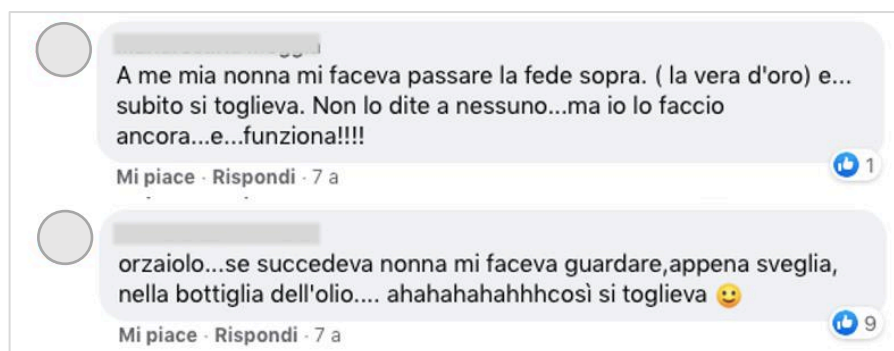 A me mia nonna mi faceva passare la fede sopra. ( la vera d'oro) e...
subito si toglieva. Non lo dite a nessuno...ma io lo faccio
ancora...e...funziona!!!!
1
Mi piace · Rispondi · 7 a
orzaiolo...se succedeva nonna mi faceva guardare,appena sveglia,
nella bottiglia dell'olio.... ahahahahahhhcosì si toglieva 🙂
9
Mi piace · Rispondi · 7 a